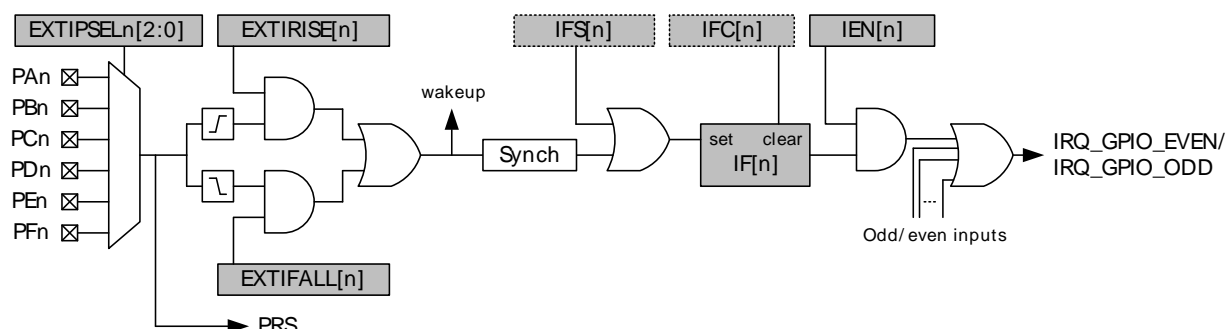 EXTIPSELn[2:0]
EXTIRISE[n]
IFS[n]
IFC[n]
IEN[n]
PAn
PBn
PCn
PDn
PEn
PFn
wakeup
Synch
set clear
IF[n]
IRQ_GPIO_EVEN/
IRQ_GPIO_ODD
...
Odd/even inputs
EXTIFALL[n]
PRS